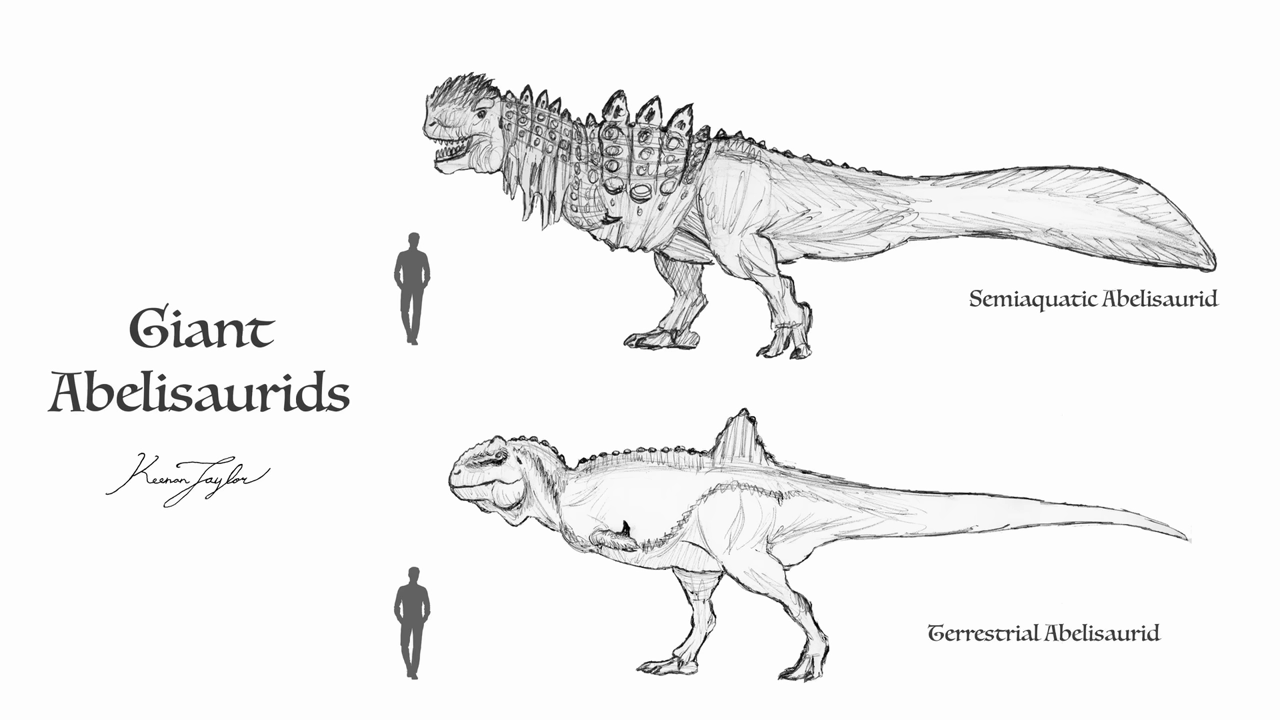 Giant
Abelisaurids
Keenan Taylor
Semiaquatic Abelisaurid
Terrestrial Abelisaurid